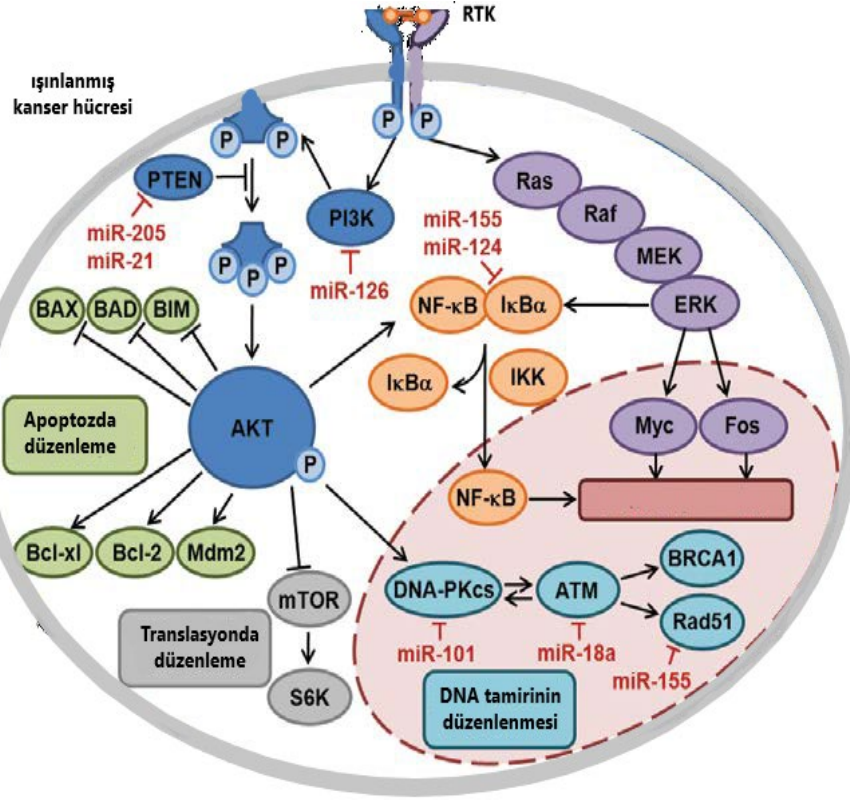 RTK
ışınlanmış
kanser hücresi
P
P
P
P
PTEN
Ras
PI3K
Raf
miR-205
miR-21
miR-155
miR-124
MEK
P
P
P
miR-126
BAX
BAD
BIM
NF-κB
IκBα
ERK
IκBα
IKK
Apoptozda
düzenleme
AKT
P
Myc
Fos
NF-κB
Bcl-xl
Bcl-2
Mdm2
BRCA1
DNA-PKcs
ATM
mTOR
Rad51
Translasyonda
düzenleme
miR-101
miR-18a
miR-155
S6K
DNA tamirinin
düzenlenmesi